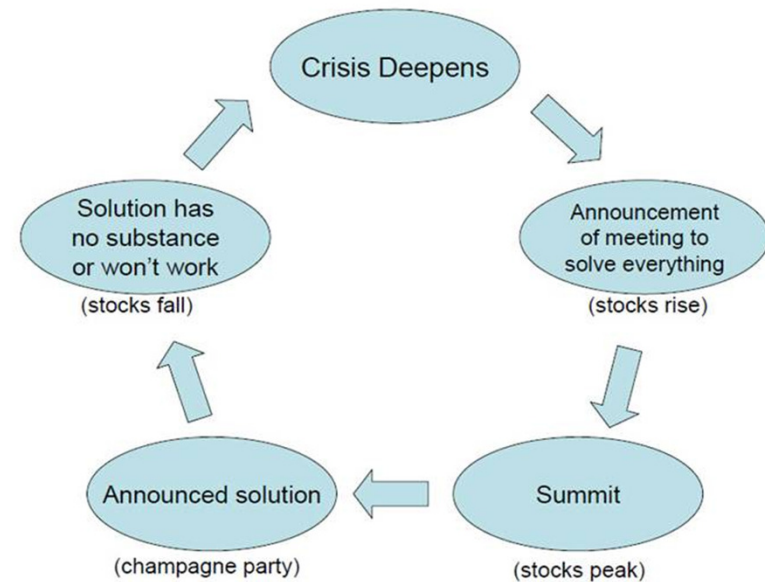 Crisis Deepens
Announcement
of meeting to
solve everything
(stocks rise)
Summit
(stocks peak)
Announced solution
(champagne party)
Solution has
no substance
or won't work
(stocks fall)